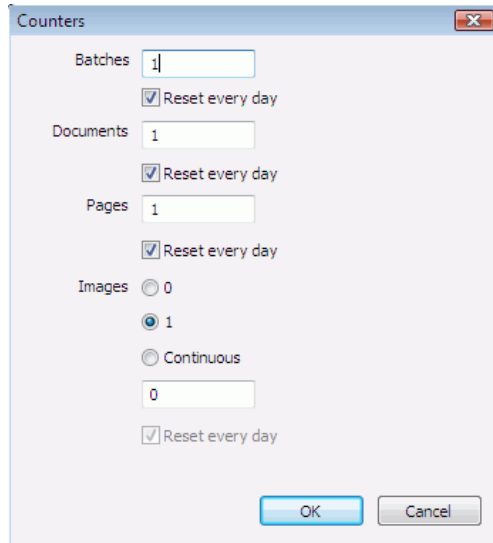 Counters
Batches 1
Reset every day
Documents 1
Reset every day
Pages 1
Reset every day
Images 0
1
Continuous
0
Reset every day
OK Cancel